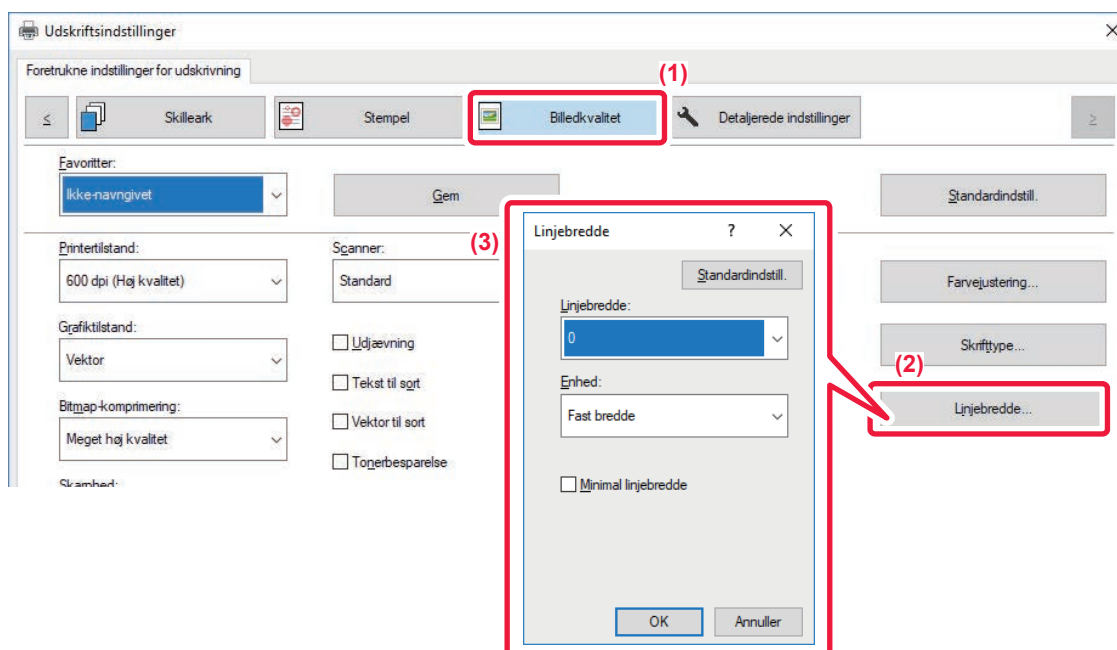 Udskriftsindstillinger
Foretrukne indstillinger for udskrivning
(1)
< Skilleark Stempel Billedkvalitet Detaljerede indstillinger >
Favoritter:
Ikke-navngivet Gem Standardindstill.
Printertilstand: Scanner:
600 dpi (Høj kvalitet) Standard Farvejustering...
Grafiktilstand:
Vektor Udjævning Skrifttype...
Tekst til sort
(2)
Bitmap-komprimering: Linjebredde...
Meget høj kvalitet Vektor til sort
Tonerbesparelse
Skarphed:
(3)
Linjebredde ? ×
Standardindstill.
Linjebredde:
0
Enhed:
Fast bredde
Minimal linjebredde
OK Annuller